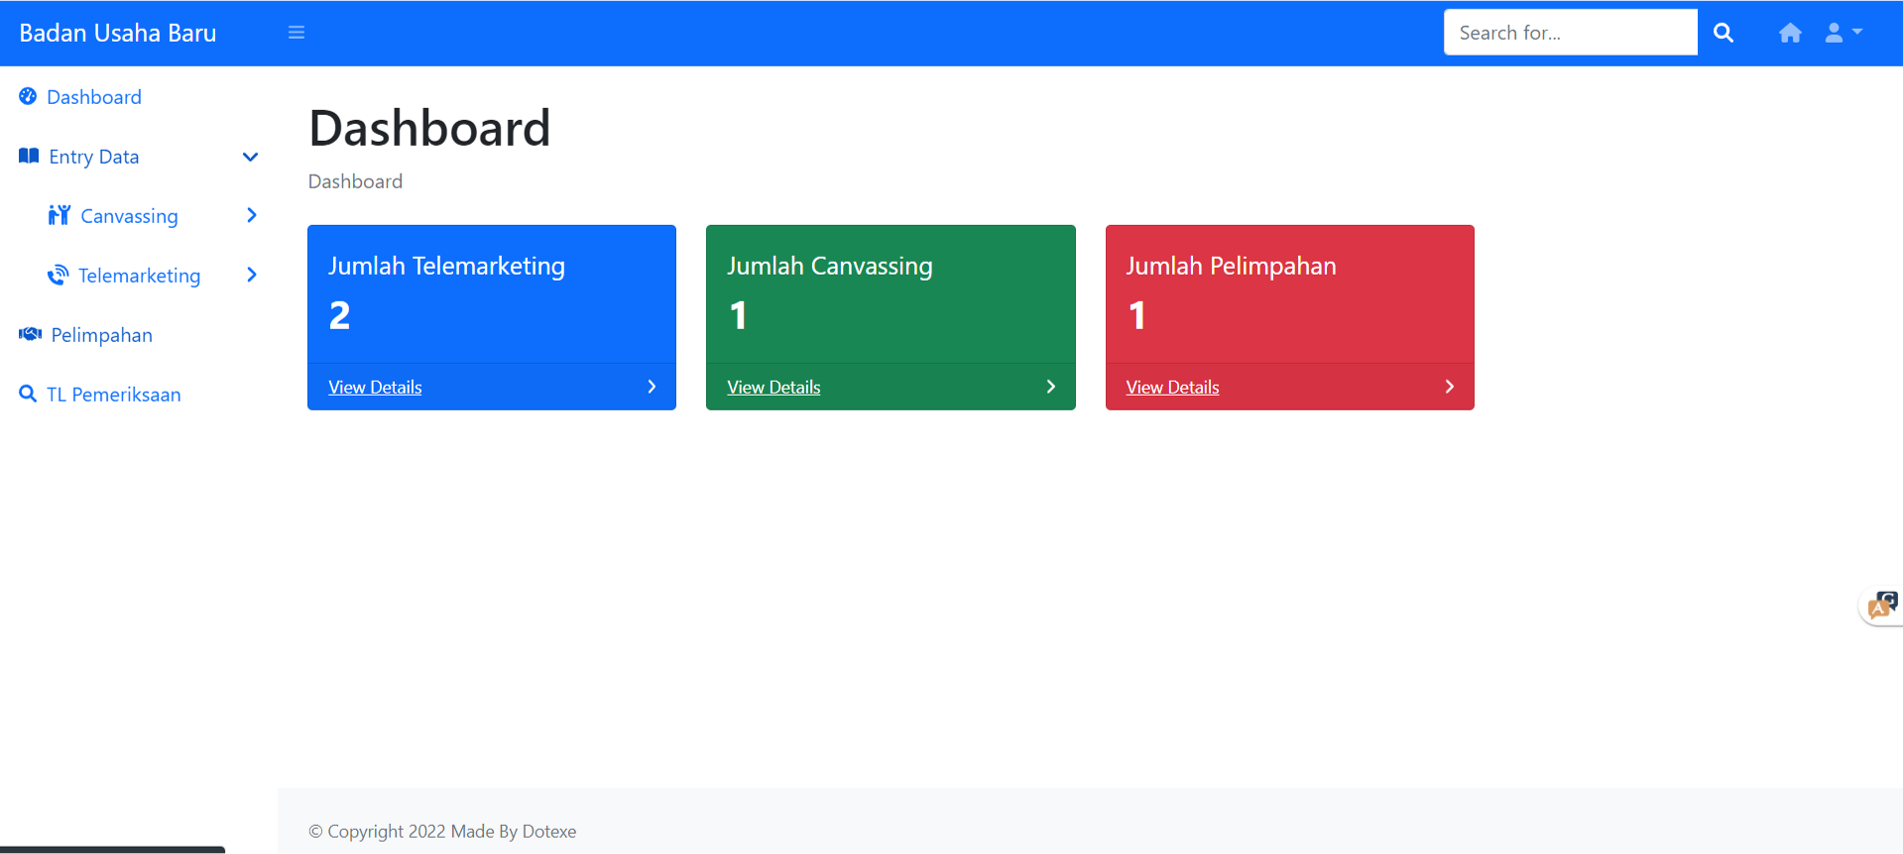 Badan Usaha Baru
Search for...
Dashboard
Entry Data
Canvassing
Telemarketing
Pelimpahan
TL Pemeriksaan
Dashboard
Dashboard
Jumlah Telemarketing
2
View Details
Jumlah Canvassing
1
View Details
Jumlah Pelimpahan
1
View Details
G
A
© Copyright 2022 Made By Dotexe